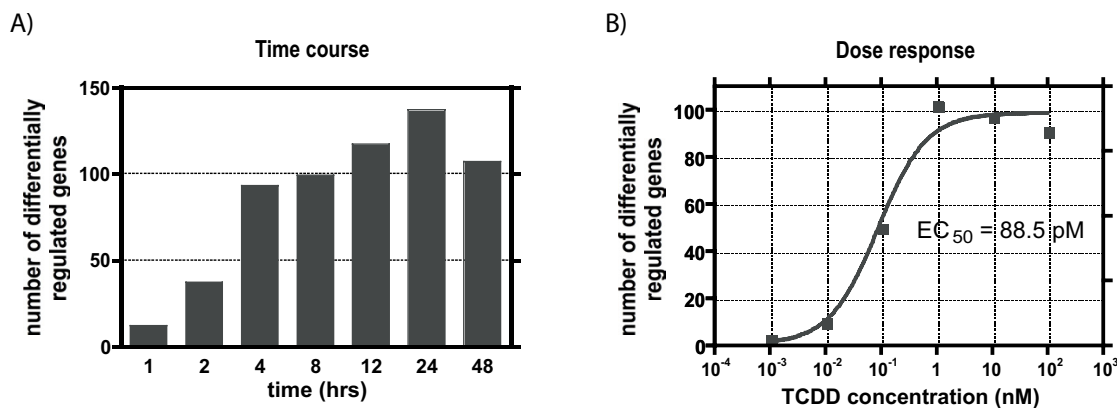 A)
Time course
number of differentially
regulated genes
150
100
50
0
1 2 4 8 12 24 48
time (hrs)
B)
Dose response
number of differentially
regulated genes
100
80
60
40
20
0
EC50 = 88.5 pM
10-4 10-3 10-2 10-1 1 10 102 103
TCDD concentration (nM)